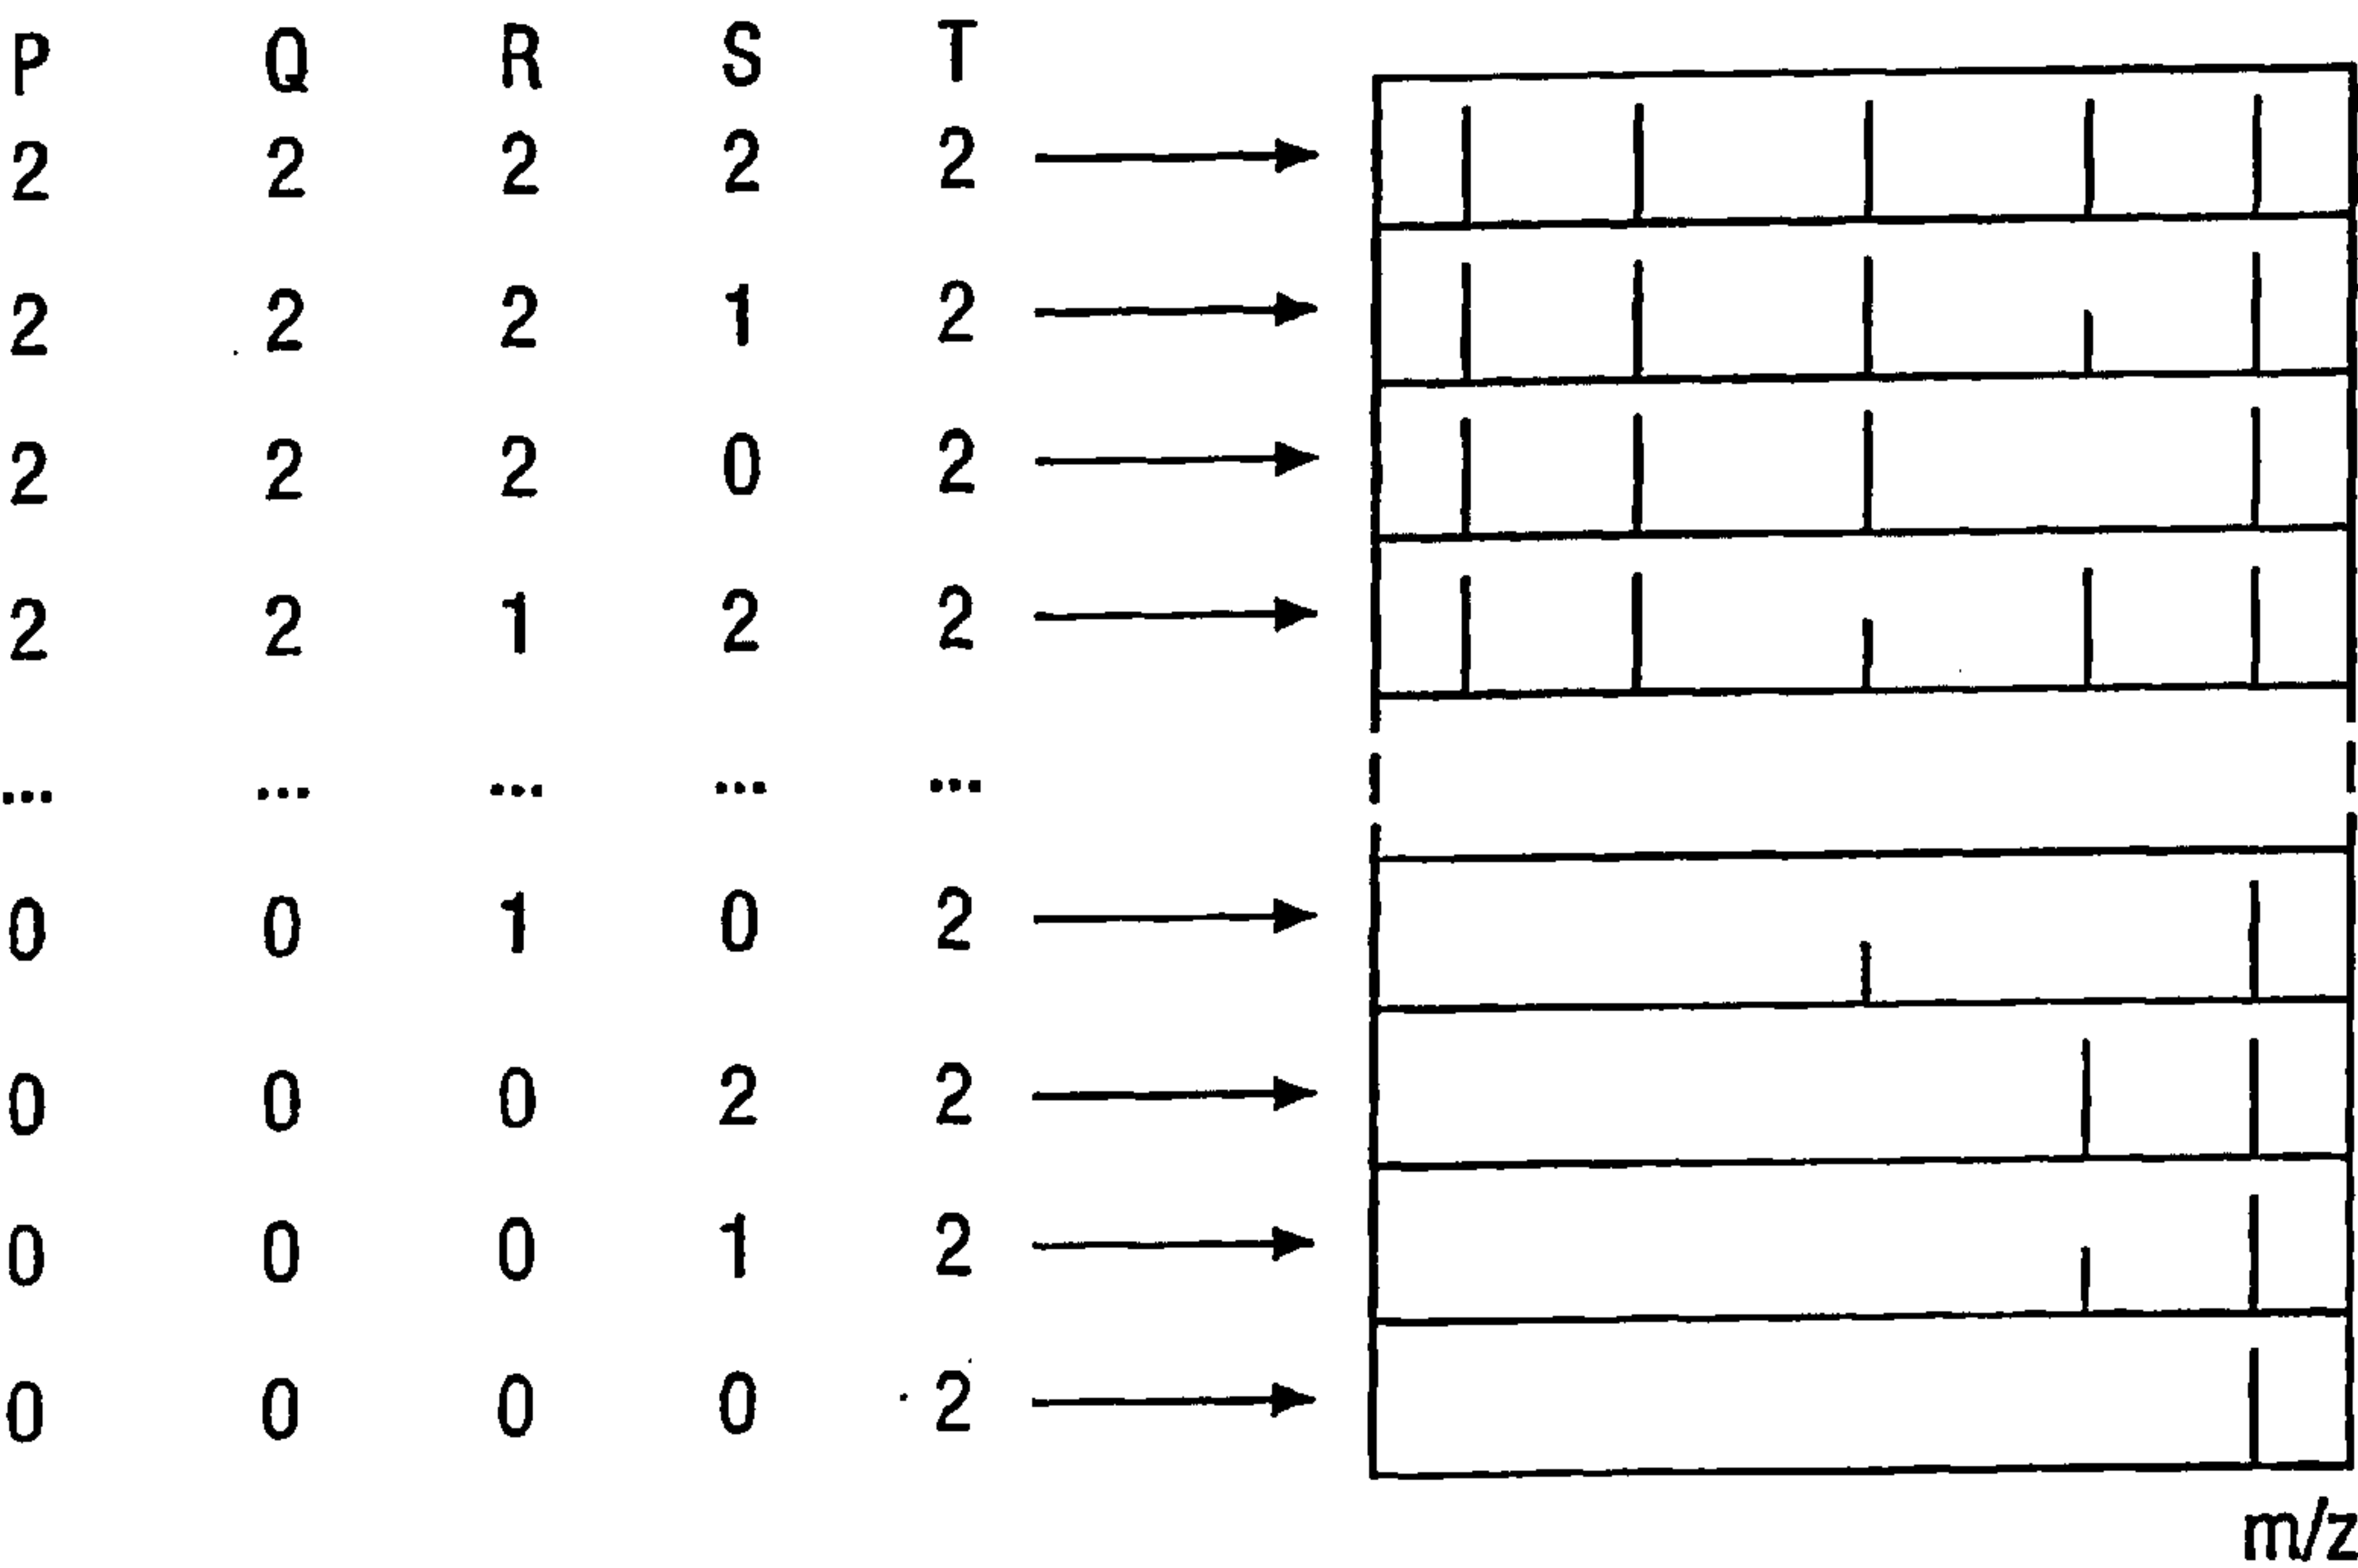 P Q R S T
2 2 2 2 2
2 2 2 1 2
2 2 2 0 2
2 2 1 2 2
... ... ... ... ...
0 0 1 0 2
0 0 0 2 2
0 0 0 1 2
0 0 0 0 2
m/z